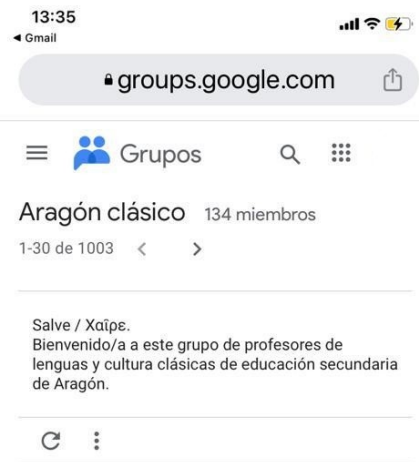 13:35
◀ Gmail
groups.google.com
Grupos
Aragón clásico 134 miembros
1-30 de 1003
Salve / Χαῖρε.
Bienvenido/a a este grupo de profesores de
lenguas y cultura clásicas de educación secundaria
de Aragón.